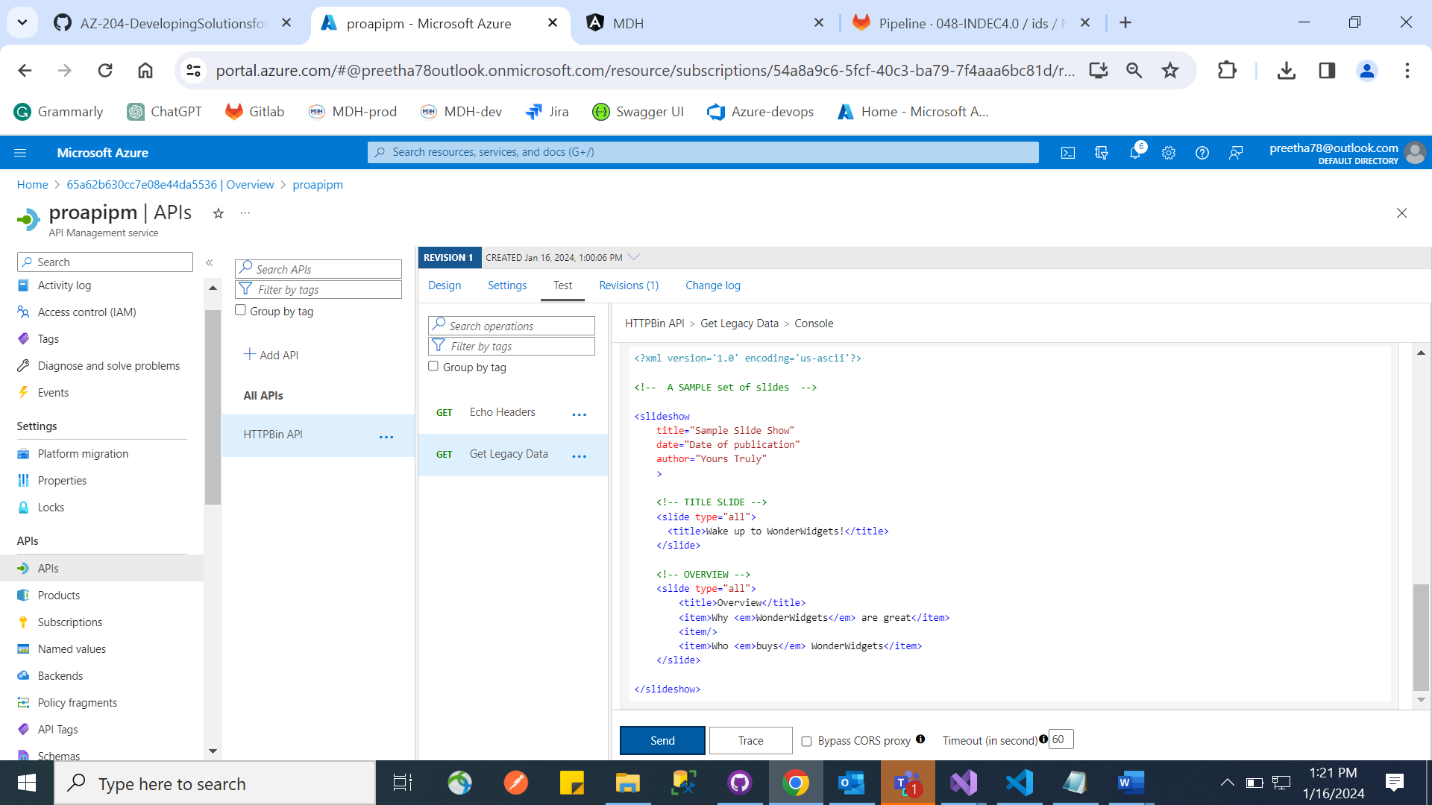 AZ-204-DevelopingSolutionsfor
proapipm - Microsoft Azure
MDH
Pipeline · 048-INDEC4.0 / ids / N
portal.azure.com/#@preetha78outlook.onmicrosoft.com/resource/subscriptions/54a8a9c6-5fcf-40c3-ba79-7f4aaa6bc81d/r...
Grammarly
ChatGPT
Gitlab
MDH-prod
MDH-dev
Jira
Swagger UI
Azure-devops
Home - Microsoft A...
Microsoft Azure
Search resources, services, and docs (G+/)
6
preetha78@outlook.com
DEFAULT DIRECTORY
Home > 65a62b630cc7e08e44da5536 | Overview > proapipm
proapipm | APIs
API Management service
Search
Activity log
Access control (IAM)
Tags
Diagnose and solve problems
Events
Settings
Platform migration
Properties
Locks
APIs
APIs
Products
Subscriptions
Named values
Backends
Policy fragments
API Tags
Schemas
Search APIs
Filter by tags
Group by tag
+ Add API
All APIs
HTTPBin API
REVISION 1
CREATED Jan 16, 2024, 1:00:06 PM
Design
Settings
Test
Revisions (1)
Change log
Search operations
Filter by tags
Group by tag
GET Echo Headers
GET Get Legacy Data
HTTPBin API > Get Legacy Data > Console
<?xml version='1.0' encoding='us-ascii'?>
<!--  A SAMPLE set of slides  -->
<slideshow
title="Sample Slide Show"
date="Date of publication"
author="Yours Truly"
>
<!-- TITLE SLIDE -->
<slide type="all">
<title>Wake up to WonderWidgets!</title>
</slide>
<!-- OVERVIEW -->
<slide type="all">
<title>Overview</title>
<item>Why <em>WonderWidgets</em> are great</item>
<item/>
<item>Who <em>buys</em> WonderWidgets</item>
</slide>
</slideshow>
Send
Trace
Bypass CORS proxy
Timeout (in second)
60
Type here to search
1
1:21 PM
1/16/2024